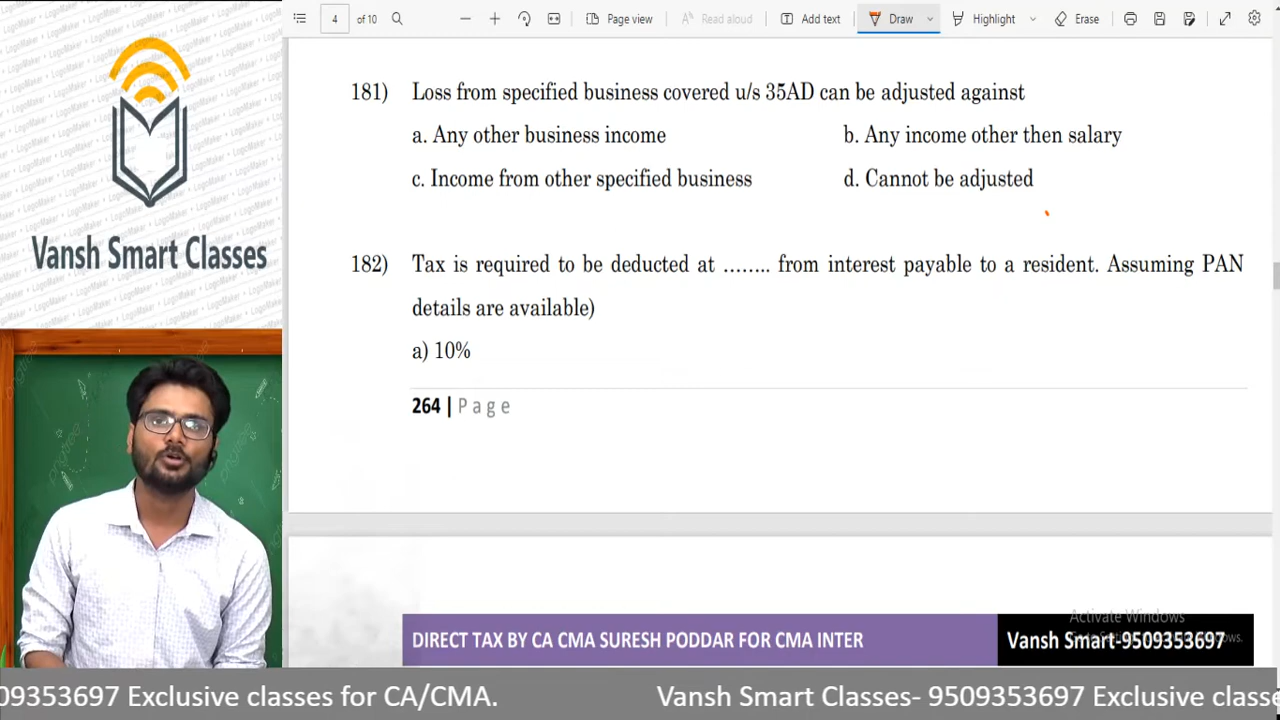 4 of 10 Page view Read aloud Add text Draw Highlight Erase
181) Loss from specified business covered u/s 35AD can be adjusted against
a. Any other business income b. Any income other then salary
c. Income from other specified business d. Cannot be adjusted
182) Tax is required to be deducted at …….. from interest payable to a resident. Assuming PAN
details are available)
a) 10%
264 | P a g e
Vansh Smart Classes
Activate Windows
DIRECT TAX BY CA CMA SURESH PODDAR FOR CMA INTER Vansh Smart-9509353697
09353697 Exclusive classes for CA/CMA. Vansh Smart Classes- 9509353697 Exclusive classe